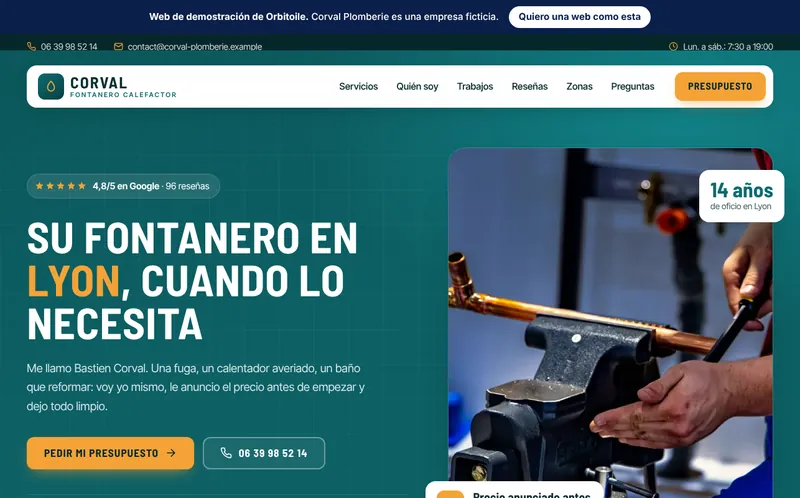 Web de demostración de Orbitoile. Corval Plomberie es una empresa ficticia.
Quiero una web como esta
06 39 98 52 14
contact@corval-plomberie.example
Lun. a sáb.: 7:30 a 19:00
CORVAL
FONTANERO CALEFACTOR
Servicios
Quién soy
Trabajos
Reseñas
Zonas
Preguntas
PRESUPUESTO
4,8/5 en Google · 96 reseñas
14 años
de oficio en Lyon
SU FONTANERO EN
LYON, CUANDO LO
NECESITA
Me llamo Bastien Corval. Una fuga, un calentador averiado, un baño
que reformar: voy yo mismo, le anuncio el precio antes de empezar y
dejo todo limpio.
PEDIR MI PRESUPUESTO
06 39 98 52 14
Precio anunciado antes